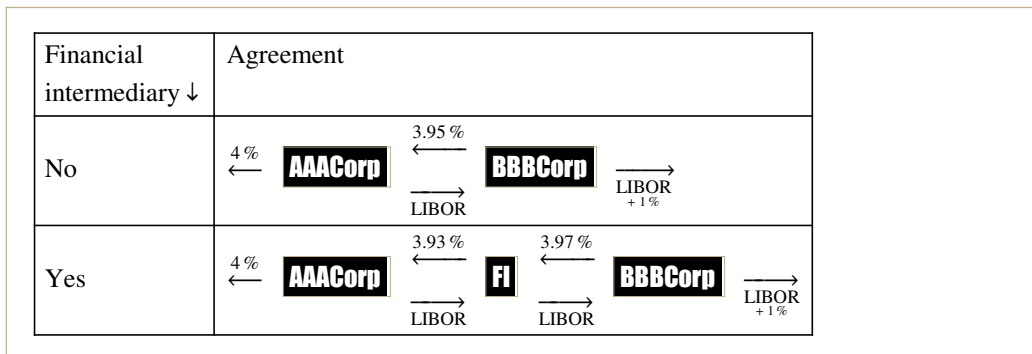 Financial intermediary ↓
Agreement
No
4 % AAACorp 3.95 % BBBCorp
LIBOR LIBOR + 1 %
Yes
4 % AAACorp 3.93 % FI 3.97 % BBBCorp
LIBOR LIBOR LIBOR + 1 %